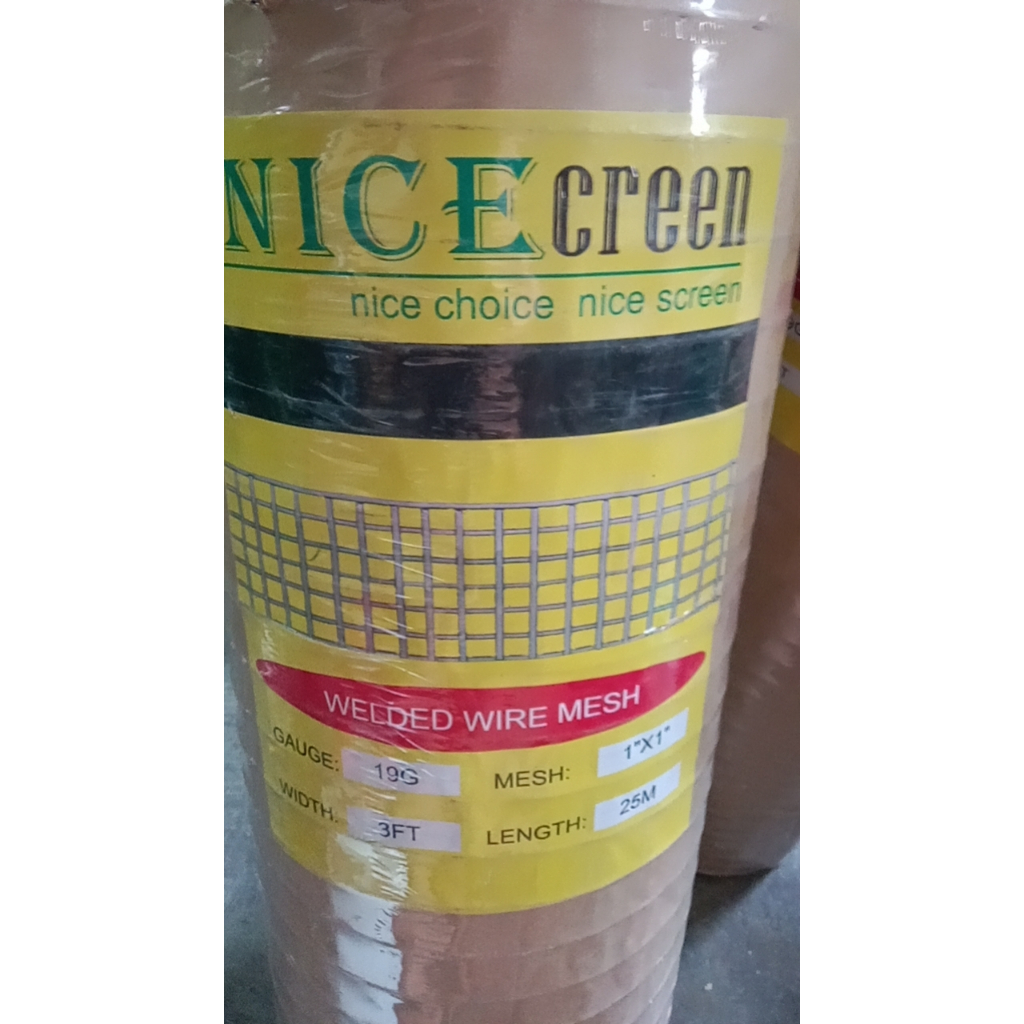 NICEcreen
nice choice nice screen
WELDED WIRE MESH
GAUGE: 19G MESH: 1"X1"
WIDTH: 3FT LENGTH: 25M